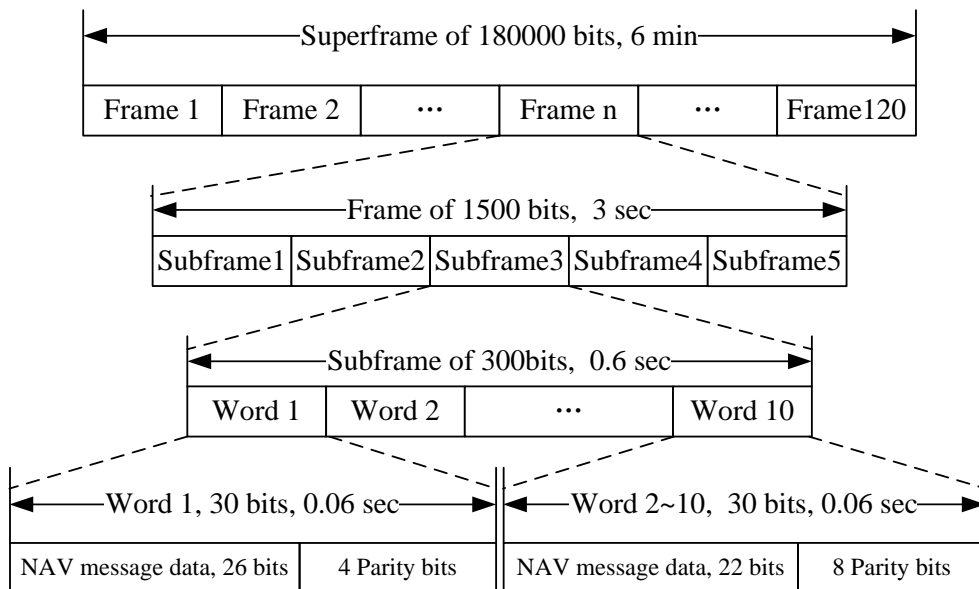 Superframe of 180000 bits, 6 min
Frame 1 Frame 2 ··· Frame n ··· Frame120
Frame of 1500 bits, 3 sec
Subframe1 Subframe2 Subframe3 Subframe4 Subframe5
Subframe of 300bits, 0.6 sec
Word 1 Word 2 ··· Word 10
Word 1, 30 bits, 0.06 sec Word 2~10, 30 bits, 0.06 sec
NAV message data, 26 bits 4 Parity bits NAV message data, 22 bits 8 Parity bits